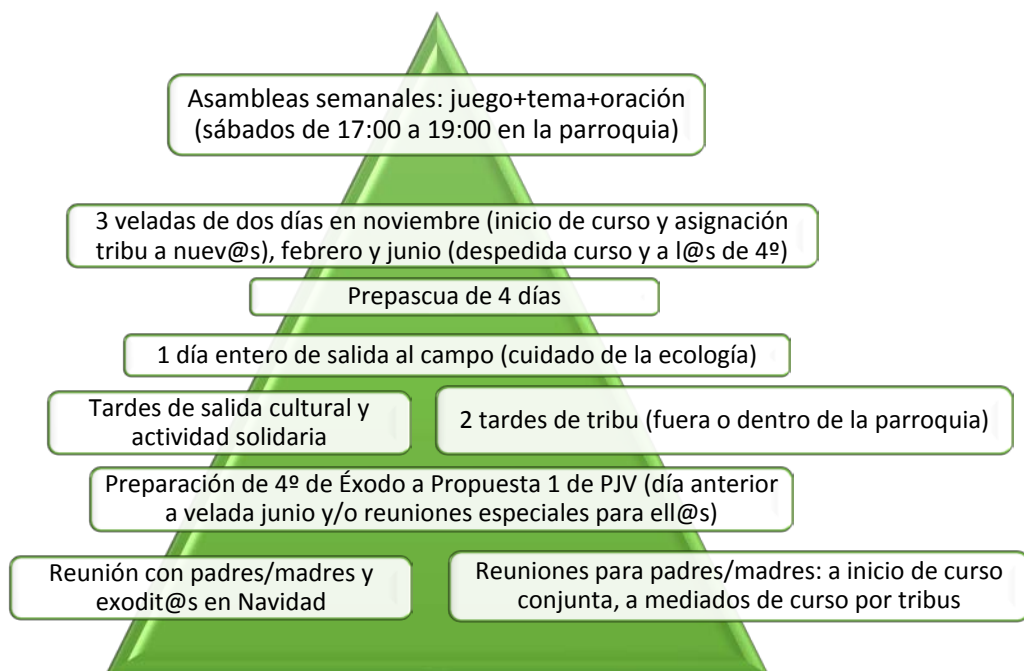 Asambleas semanales: juego+tema+oración
(sábados de 17:00 a 19:00 en la parroquia)
3 veladas de dos días en noviembre (inicio de curso y asignación
tribu a nuev@s), febrero y junio (despedida curso y a l@s de 4º)
Prepascua de 4 días
1 día entero de salida al campo (cuidado de la ecología)
Tardes de salida cultural y
actividad solidaria
2 tardes de tribu (fuera o dentro de la parroquia)
Preparación de 4º de Éxodo a Propuesta 1 de PJV (día anterior
a velada junio y/o reuniones especiales para ell@s)
Reunión con padres/madres y
exodit@s en Navidad
Reuniones para padres/madres: a inicio de curso
conjunta, a mediados de curso por tribus